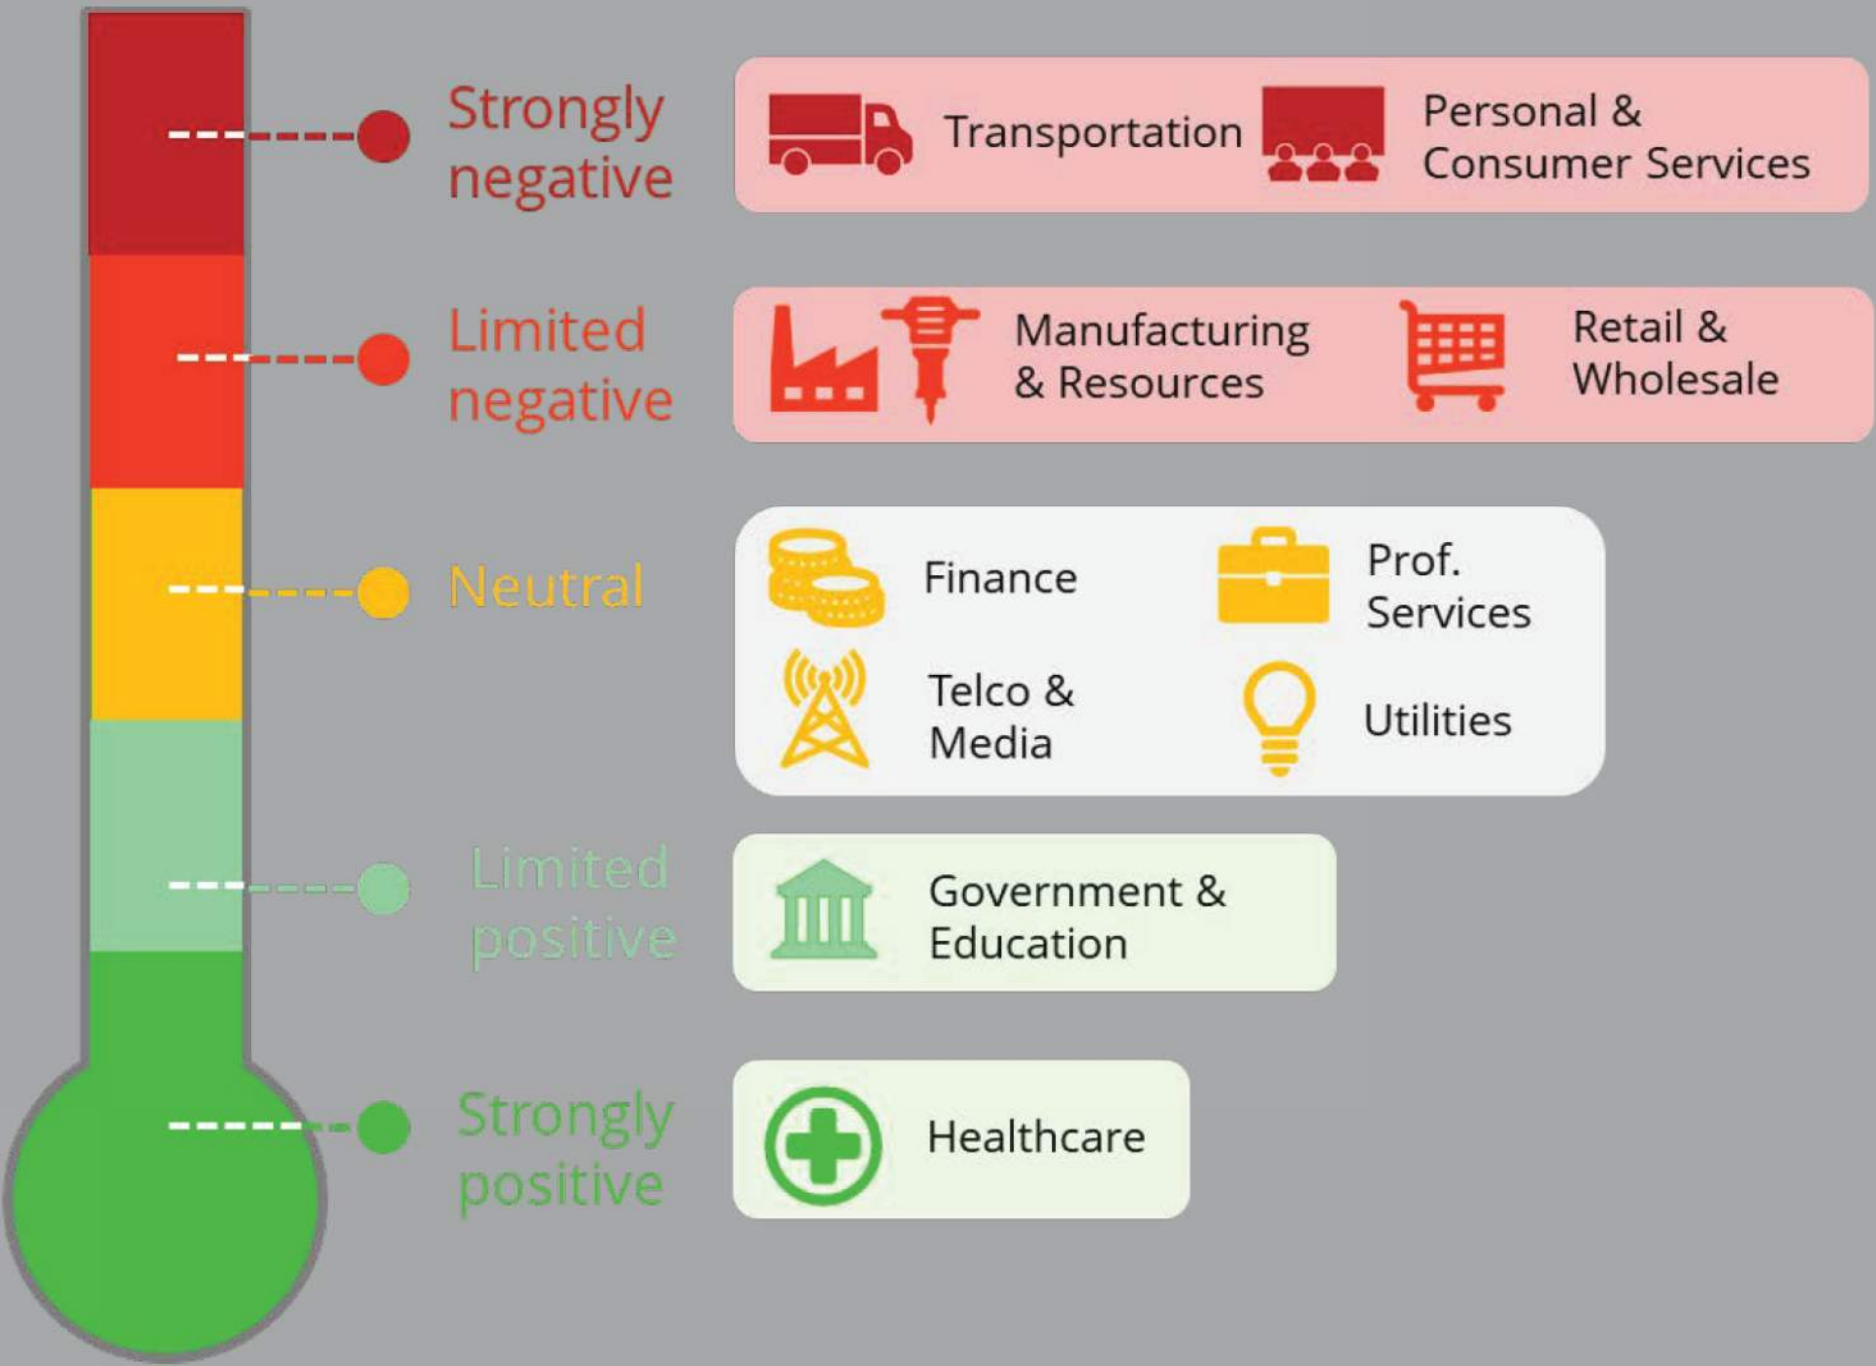 Strongly
negative
Transportation
Personal &
Consumer Services
Limited
negative
Manufacturing
& Resources
Retail &
Wholesale
Neutral
Finance
Prof.
Services
Telco &
Media
Utilities
Limited
positive
Government &
Education
Strongly
positive
Healthcare